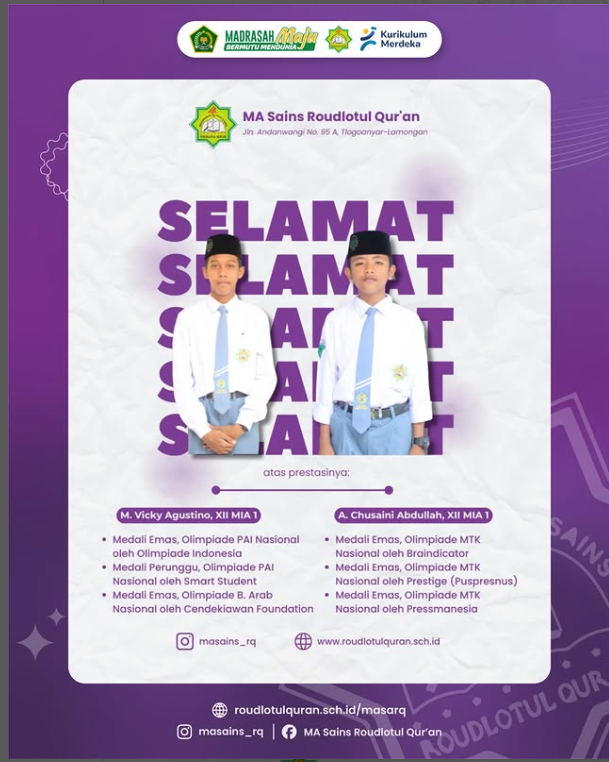 MADRASAH Maju
BERMUTU MENDUNIA
Kurikulum
Merdeka
MA Sains Roudlotul Qur'an
Jln. Andanwangi No. 95 A, Tlogoanyar-Lamongan
SELAMAT
SELAMAT
SELAMAT
SELAMAT
SELAMAT
atas prestasinya:
M. Vicky Agustino, XII MIA 1
• Medali Emas, Olimpiade PAI Nasional
oleh Olimpiade Indonesia
• Medali Perunggu, Olimpiade PAI
Nasional oleh Smart Student
• Medali Emas, Olimpiade B. Arab
Nasional oleh Cendekiawan Foundation
A. Chusaini Abdullah, XII MIA 1
• Medali Emas, Olimpiade MTK
Nasional oleh Braindicator
• Medali Emas, Olimpiade MTK
Nasional oleh Prestige (Puspresnus)
• Medali Emas, Olimpiade MTK
Nasional oleh Pressmanesia
masains_rq
www.roudlotulquran.sch.id
SAINS
ROUDLOTUL QUR
roudlotulquran.sch.id/masarq
masains_rq | MA Sains Roudlotul Qur'an